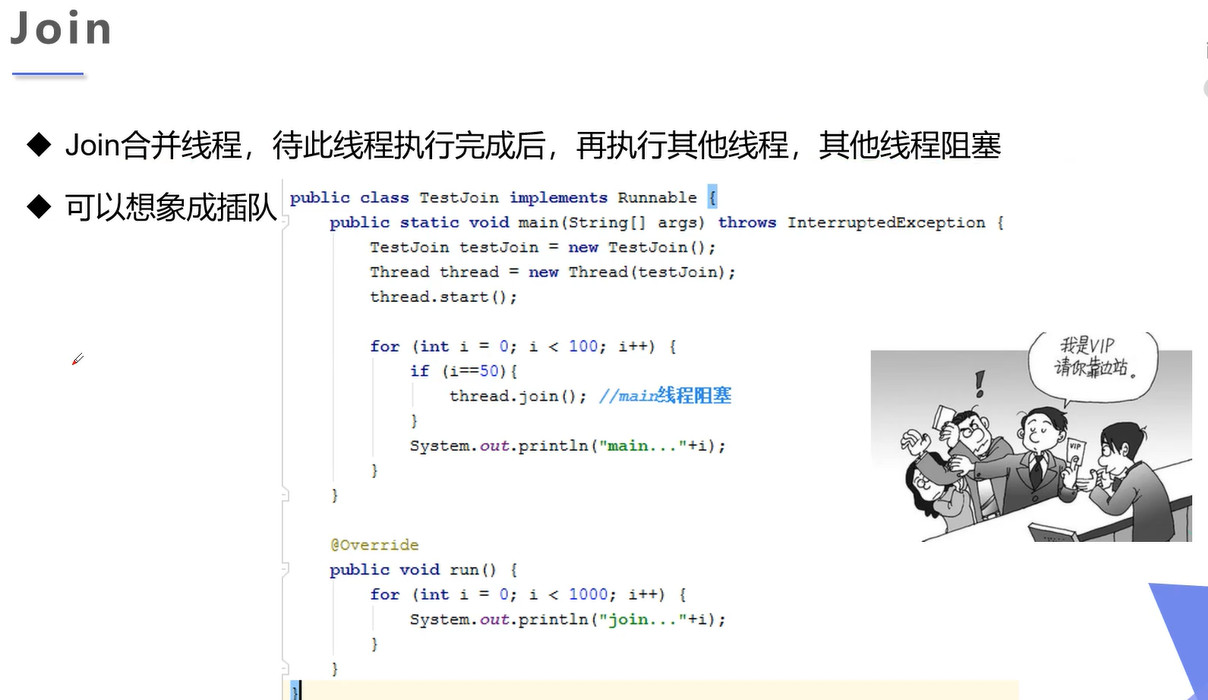 Join
◆ Join合并线程，待此线程执行完成后，再执行其他线程，其他线程阻塞
◆ 可以想象成插队
public class TestJoin implements Runnable {
    public static void main(String[] args) throws InterruptedException {
        TestJoin testJoin = new TestJoin();
        Thread thread = new Thread(testJoin);
        thread.start();
        for (int i = 0; i < 100; i++) {
            if (i==50){
                thread.join(); //main线程阻塞
            }
            System.out.println("main..."+i);
        }
    }
    @Override
    public void run() {
        for (int i = 0; i < 1000; i++) {
            System.out.println("join..."+i);
        }
    }
}
我是VIP
请你靠边站。
!
VIP